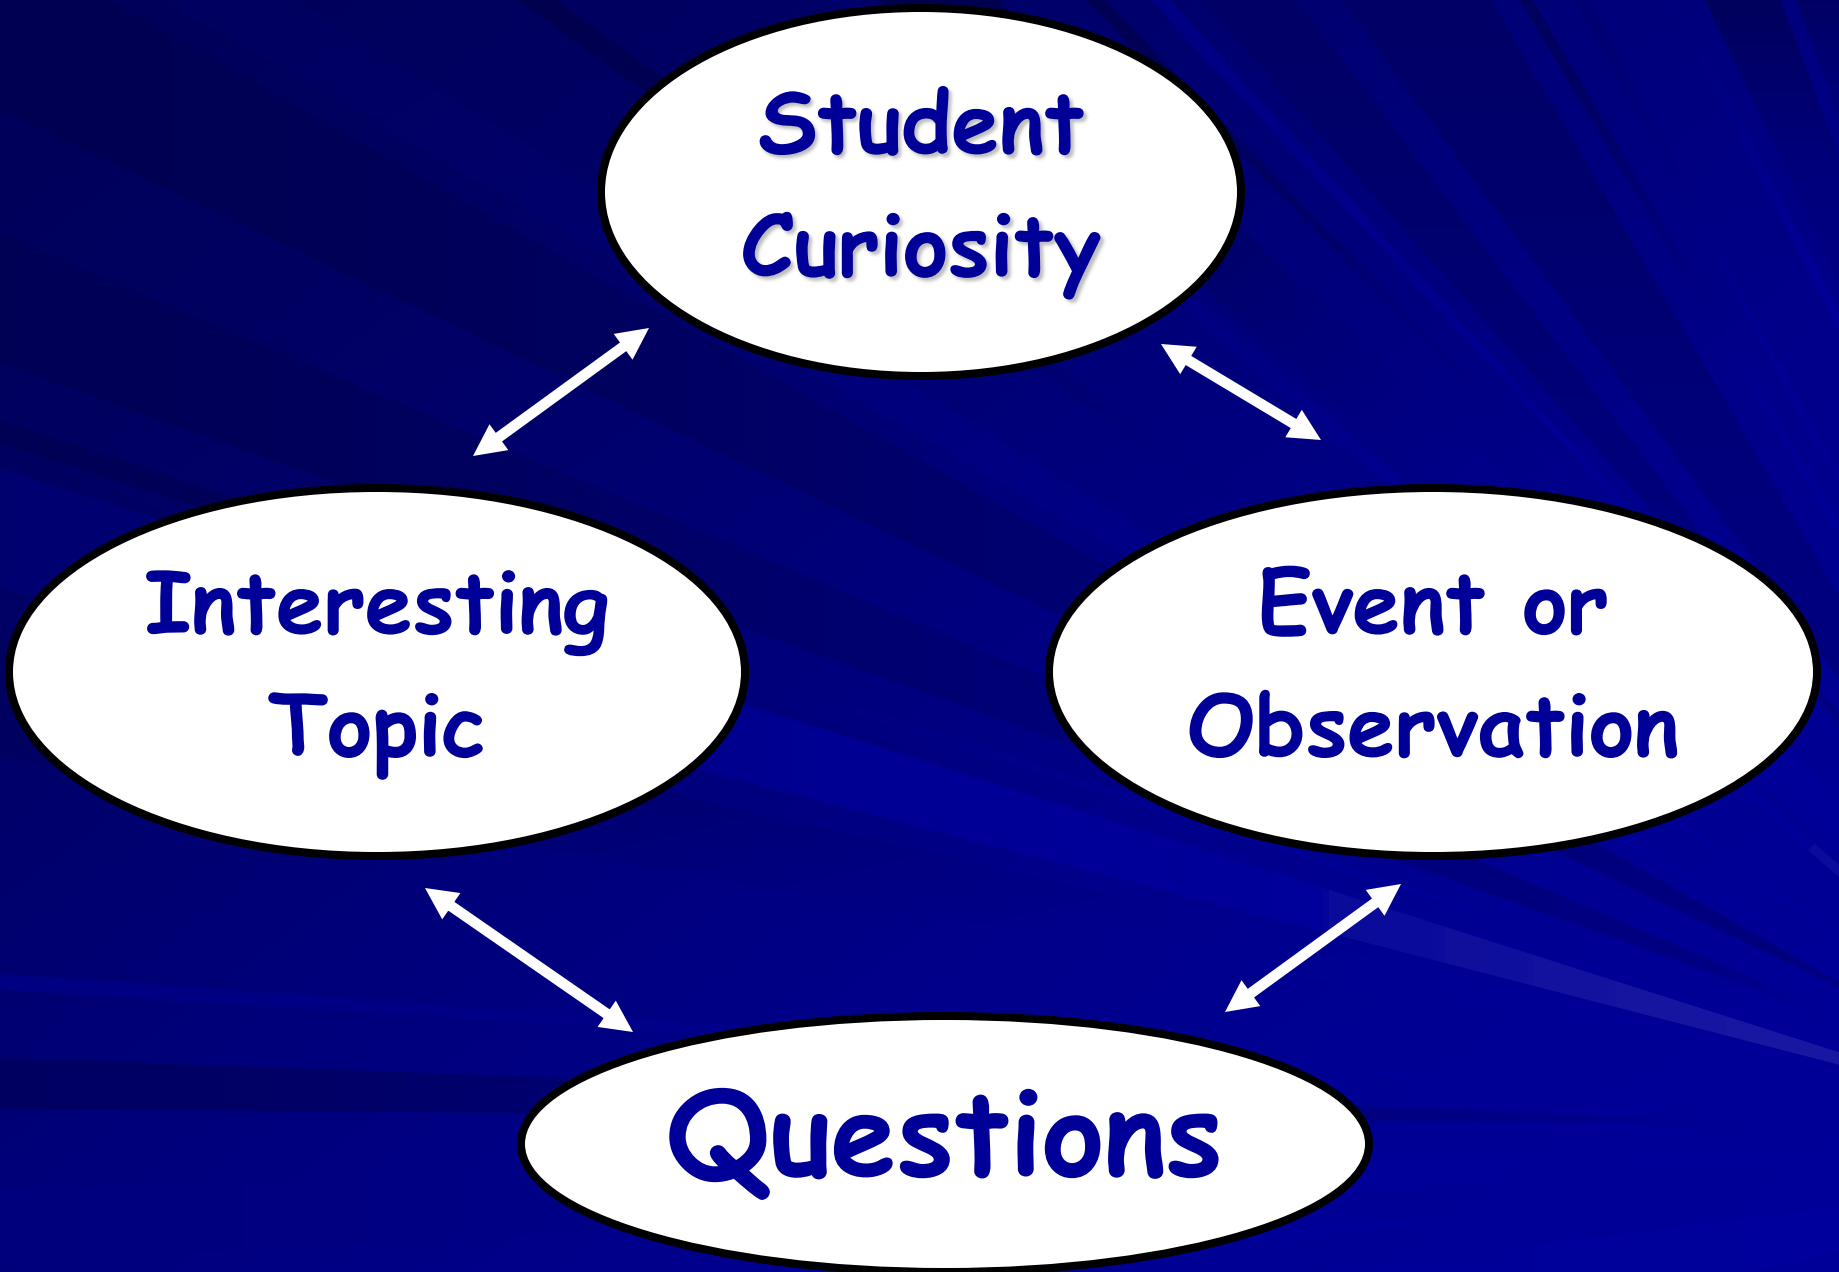 Student
Curiosity
Interesting
Topic
Event or
Observation
Questions